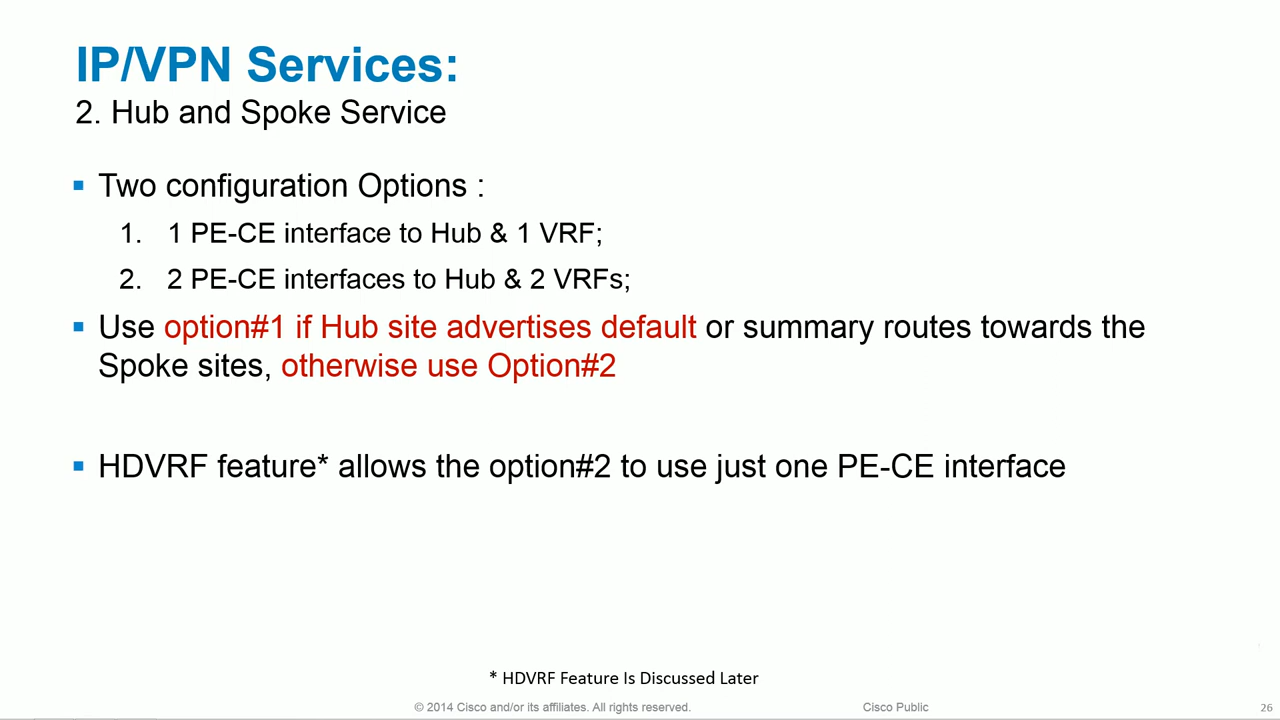 IP/VPN Services:
2. Hub and Spoke Service
▪ Two configuration Options :
1. 1 PE-CE interface to Hub & 1 VRF;
2. 2 PE-CE interfaces to Hub & 2 VRFs;
▪ Use option#1 if Hub site advertises default or summary routes towards the
Spoke sites, otherwise use Option#2
▪ HDVRF feature* allows the option#2 to use just one PE-CE interface
* HDVRF Feature Is Discussed Later
© 2014 Cisco and/or its affiliates. All rights reserved. Cisco Public 26